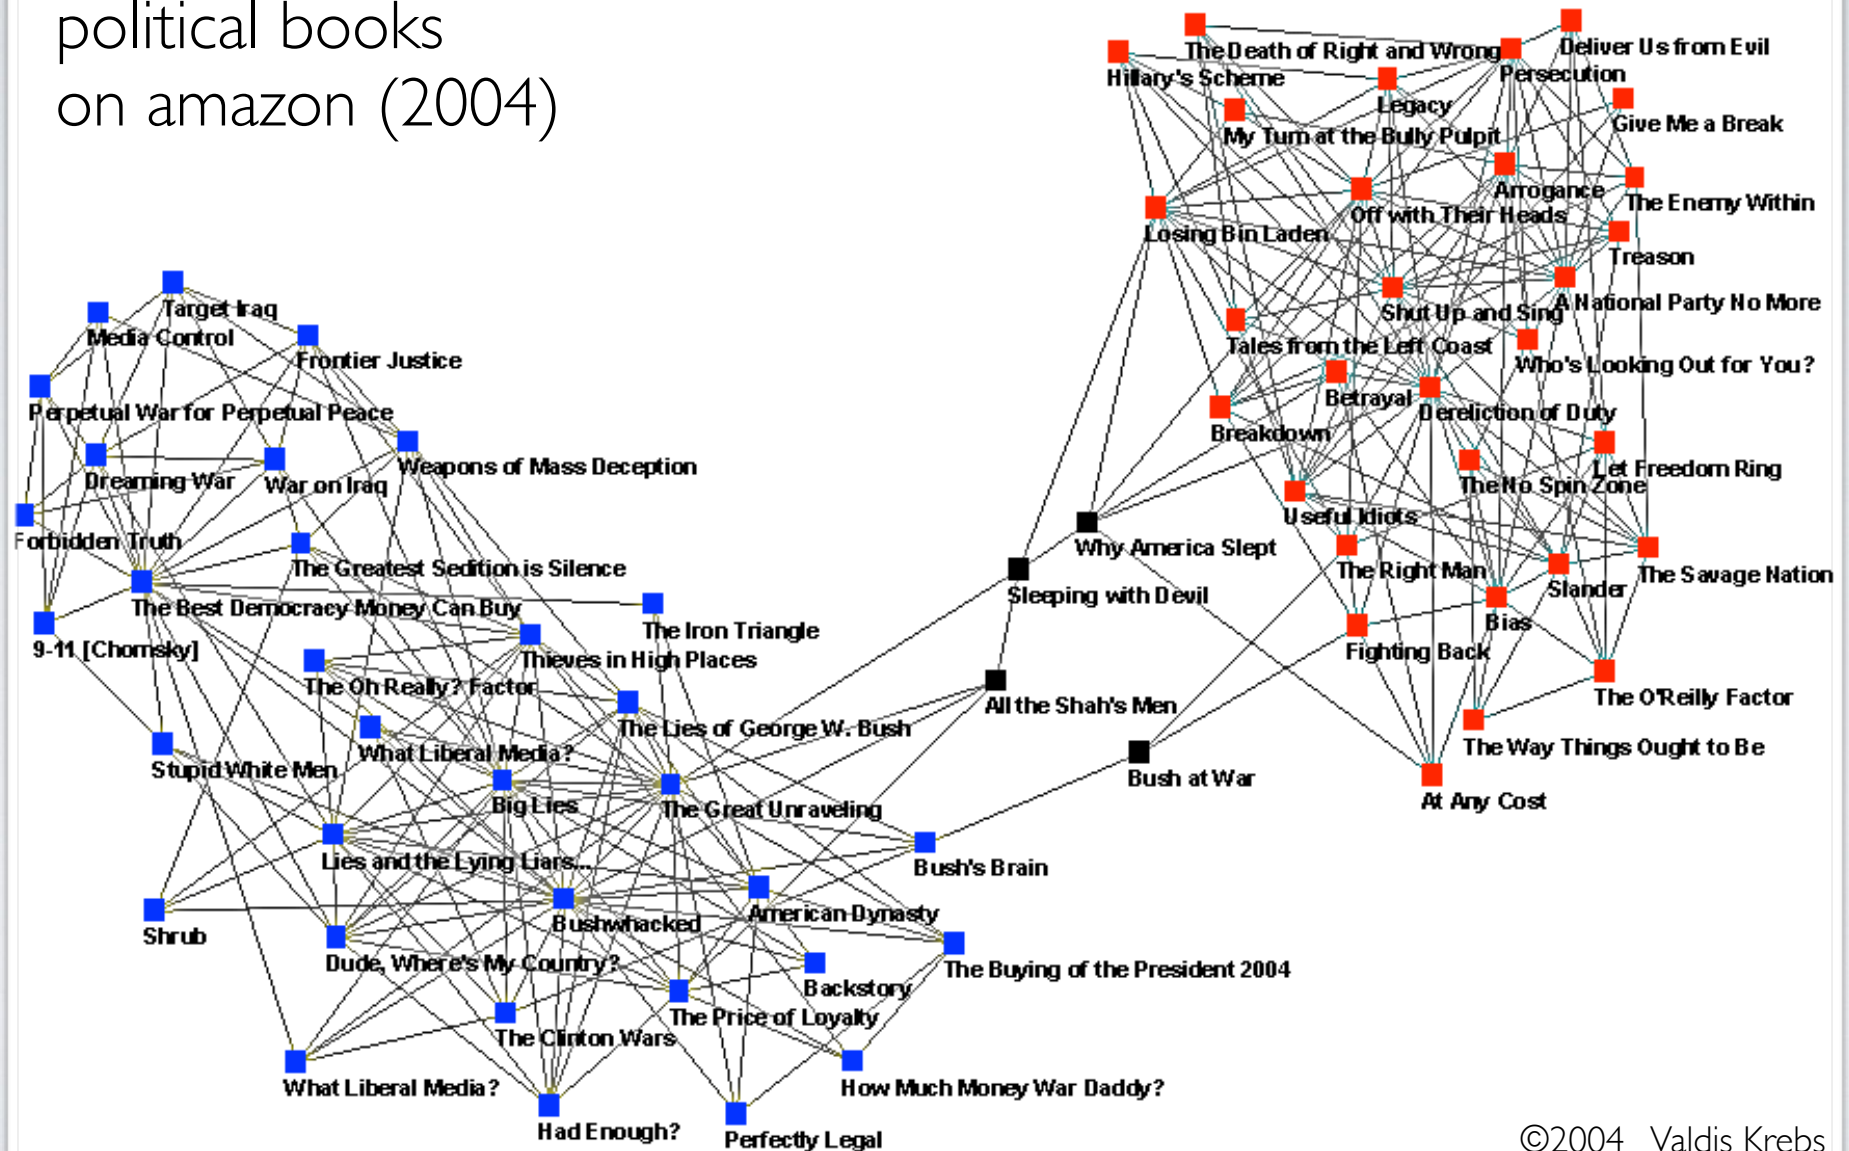 political books
on amazon (2004)
The Death of Right and Wrong
Deliver Us from Evil
Hillary's Scheme
Persecution
Legacy
Give Me a Break
My Turn at the Bully Pulpit
Arrogance
The Enemy Within
Off with Their Heads
Losing Bin Laden
Treason
A National Party No More
Shut Up and Sing
Tales from the Left Coast
Who's Looking Out for You?
Betrayal
Dereliction of Duty
Breakdown
Let Freedom Ring
The No Spin Zone
Useful Idiots
The Right Man
The Savage Nation
Slander
Bias
Fighting Back
The O'Reilly Factor
The Way Things Ought to Be
At Any Cost
Why America Slept
Sleeping with Devil
All the Shah's Men
Bush at War
Target Iraq
Media Control
Frontier Justice
Perpetual War for Perpetual Peace
Weapons of Mass Deception
Dreaming War
War on Iraq
Forbidden Truth
The Greatest Sedition is Silence
The Best Democracy Money Can Buy
The Iron Triangle
9-11 [Chomsky]
Thieves in High Places
The Oh Really? Factor
The Lies of George W. Bush
What Liberal Media?
Stupid White Men
Big Lies
The Great Unraveling
Lies and the Lying Liars...
Bush's Brain
American Dynasty
Bushwhacked
Shrub
Dude, Where's My Country?
The Buying of the President 2004
Backstory
The Price of Loyalty
The Clinton Wars
What Liberal Media?
How Much Money War Daddy?
Had Enough?
Perfectly Legal
©2004 Valdis Krebs